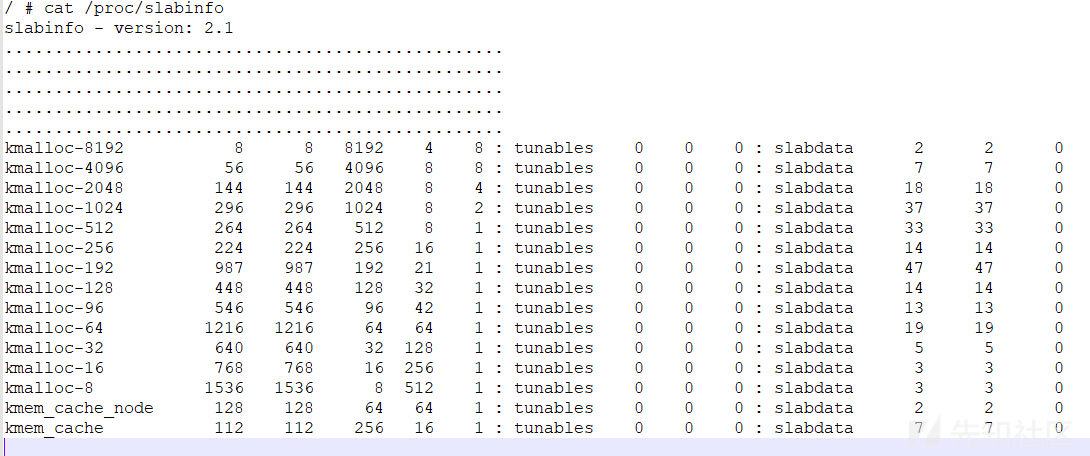 / # cat /proc/slabinfo
slabinfo - version: 2.1
..................................................
..................................................
..................................................
..................................................
..................................................
kmalloc-8192 8 8 8192 4 8 : tunables 0 0 0 : slabdata 2 2 0
kmalloc-4096 56 56 4096 8 8 : tunables 0 0 0 : slabdata 7 7 0
kmalloc-2048 144 144 2048 8 4 : tunables 0 0 0 : slabdata 18 18 0
kmalloc-1024 296 296 1024 8 2 : tunables 0 0 0 : slabdata 37 37 0
kmalloc-512 264 264 512 8 1 : tunables 0 0 0 : slabdata 33 33 0
kmalloc-256 224 224 256 16 1 : tunables 0 0 0 : slabdata 14 14 0
kmalloc-192 987 987 192 21 1 : tunables 0 0 0 : slabdata 47 47 0
kmalloc-128 448 448 128 32 1 : tunables 0 0 0 : slabdata 14 14 0
kmalloc-96 546 546 96 42 1 : tunables 0 0 0 : slabdata 13 13 0
kmalloc-64 1216 1216 64 64 1 : tunables 0 0 0 : slabdata 19 19 0
kmalloc-32 640 640 32 128 1 : tunables 0 0 0 : slabdata 5 5 0
kmalloc-16 768 768 16 256 1 : tunables 0 0 0 : slabdata 3 3 0
kmalloc-8 1536 1536 8 512 1 : tunables 0 0 0 : slabdata 3 3 0
kmem_cache_node 128 128 64 64 1 : tunables 0 0 0 : slabdata 2 2 0
kmem_cache 112 112 256 16 1 : tunables 0 0 0 : slabdata 7 7 0
先知社区